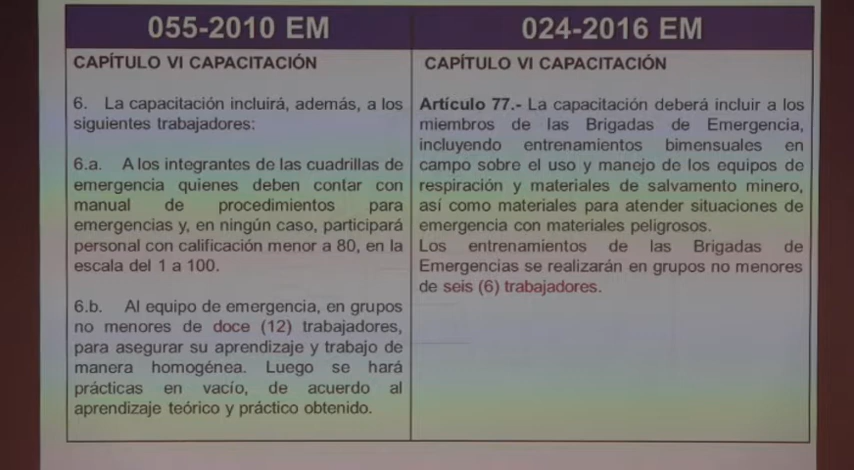 055-2010 EM
CAPÍTULO VI CAPACITACIÓN
6. La capacitación incluirá, además, a los
siguientes trabajadores:
6.a. A los integrantes de las cuadrillas de
emergencia quienes deben contar con
manual de procedimientos para
emergencias y, en ningún caso, participará
personal con calificación menor a 80, en la
escala del 1 a 100.
6.b. Al equipo de emergencia, en grupos
no menores de doce (12) trabajadores,
para asegurar su aprendizaje y trabajo de
manera homogénea. Luego se hará
prácticas en vacío, de acuerdo al
aprendizaje teórico y práctico obtenido.
024-2016 EM
CAPÍTULO VI CAPACITACIÓN
Artículo 77.- La capacitación deberá incluir a los
miembros de las Brigadas de Emergencia,
incluyendo entrenamientos bimensuales en
campo sobre el uso y manejo de los equipos de
respiración y materiales de salvamento minero,
así como materiales para atender situaciones de
emergencia con materiales peligrosos.
Los entrenamientos de las Brigadas de
Emergencias se realizarán en grupos no menores
de seis (6) trabajadores.